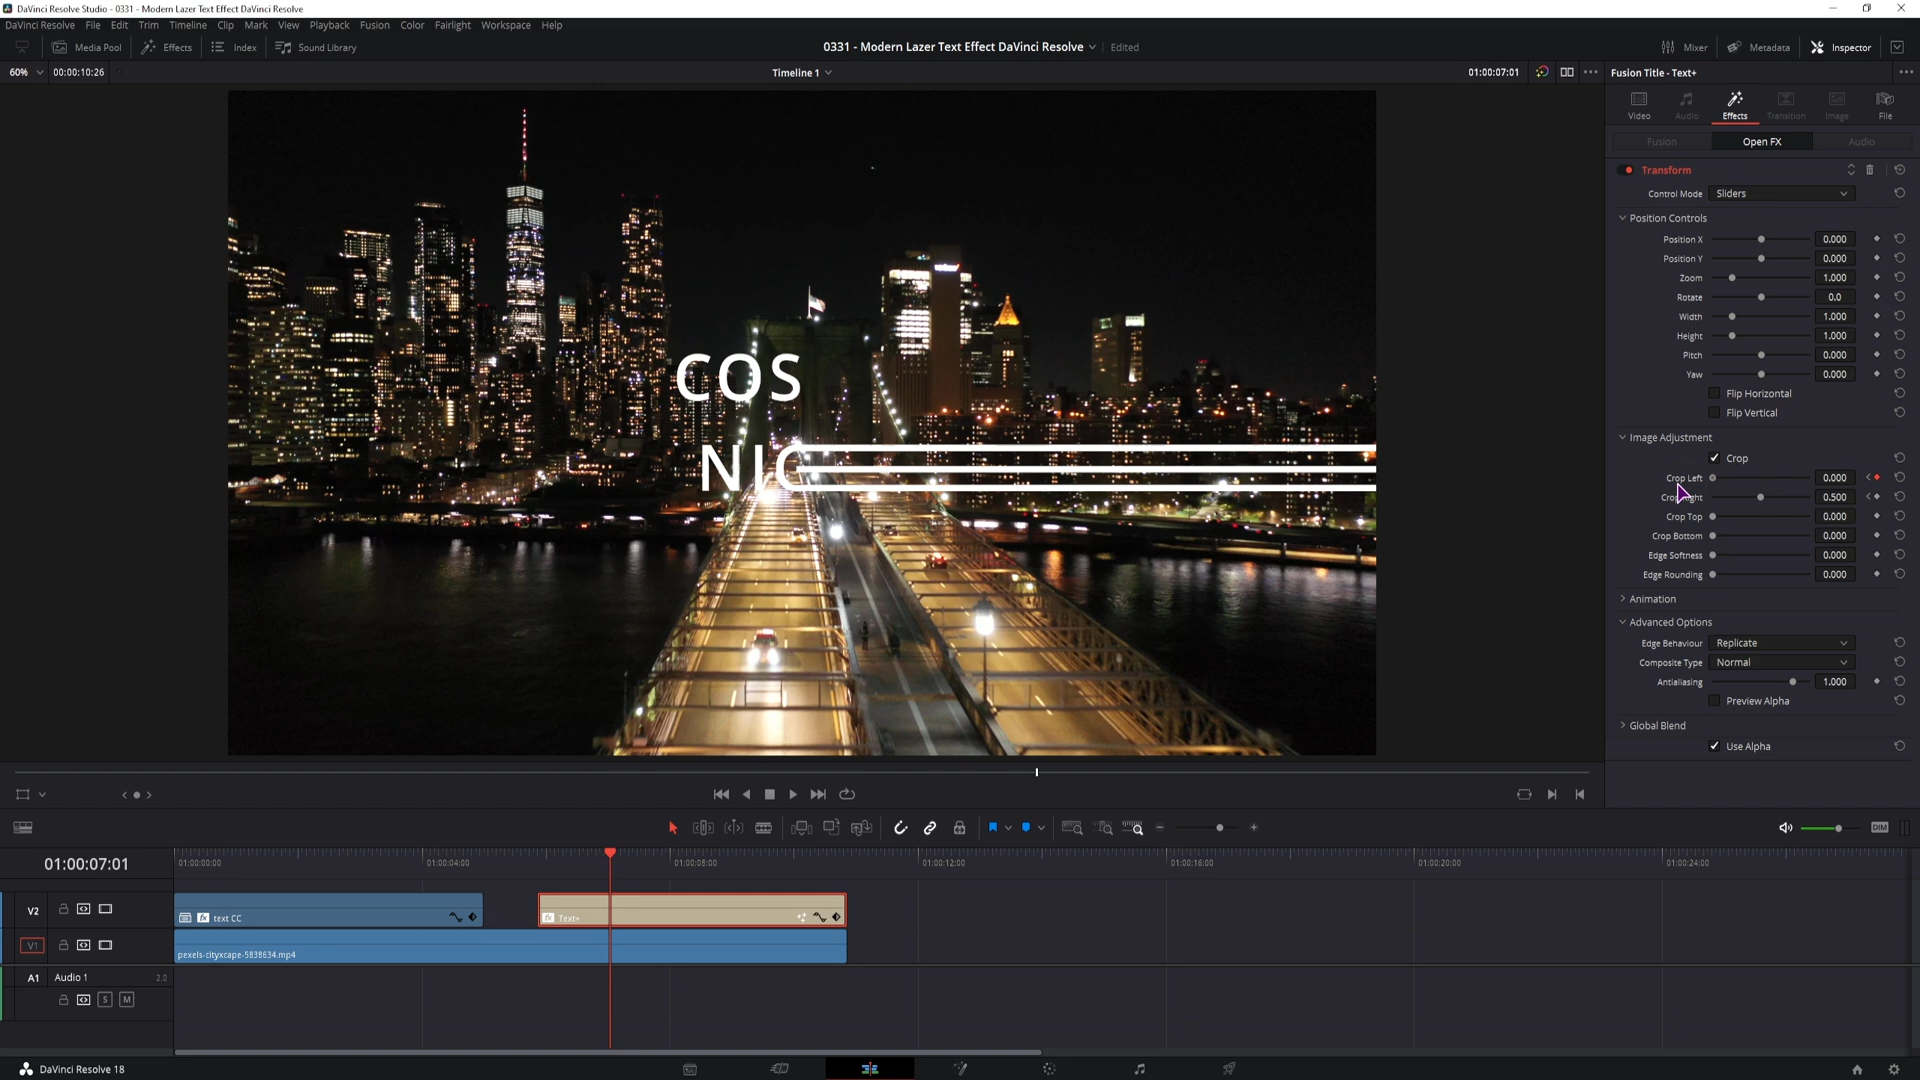 DaVinci Resolve Studio - 0331 - Modern Lazer Text Effect DaVinci Resolve
DaVinci Resolve File Edit Trim Timeline Clip Mark View Playback Fusion Color Fairlight Workspace Help
Media Pool Effects Index Sound Library 0331 - Modern Lazer Text Effect DaVinci Resolve Edited Mixer Metadata Inspector
60% 00:00:10:26 Timeline 1 01:00:07:01 Fusion Title - Text+
Video Audio Effects Transition Image File
Fusion Open FX Audio
Transform
Control Mode Sliders
Position Controls
Position X 0.000
Position Y 0.000
Zoom 1.000
Rotate 0.0
Width 1.000
Height 1.000
Pitch 0.000
Yaw 0.000
Flip Horizontal
Flip Vertical
Image Adjustment
Crop
Crop Left 0.000
0.500
Crop Top 0.000
Crop Bottom 0.000
Edge Softness 0.000
Edge Rounding 0.000
Animation
Advanced Options
Edge Behaviour Replicate
Composite Type Normal
Antialiasing 1.000
Preview Alpha
Global Blend
Use Alpha
COS
NIC
DIM
01:00:07:01 01:00:00:00 01:00:04:00 01:00:08:00 01:00:12:00 01:00:16:00 01:00:20:00 01:00:24:00
V2 fx text CC fx Text+
V1 pexels-cityxcape-5838634.mp4
A1 Audio 1 2.0
S M
DaVinci Resolve 18